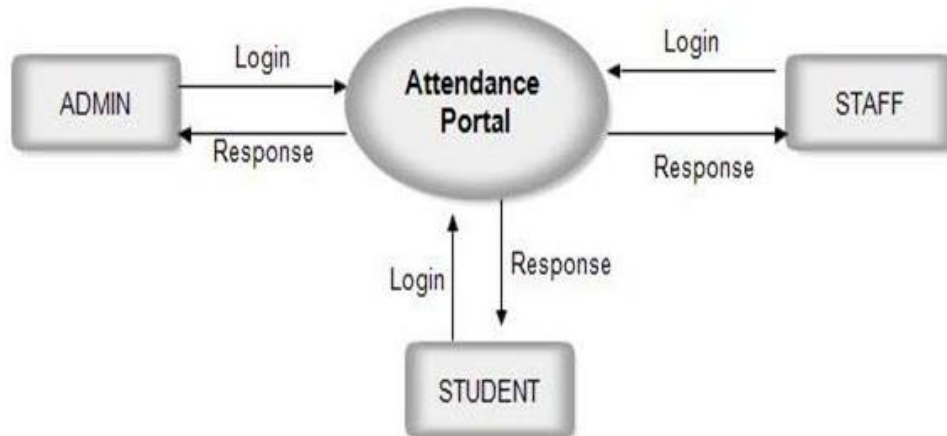 Login
Login
ADMIN
Attendance
Portal
STAFF
Response
Response
Login
Response
STUDENT